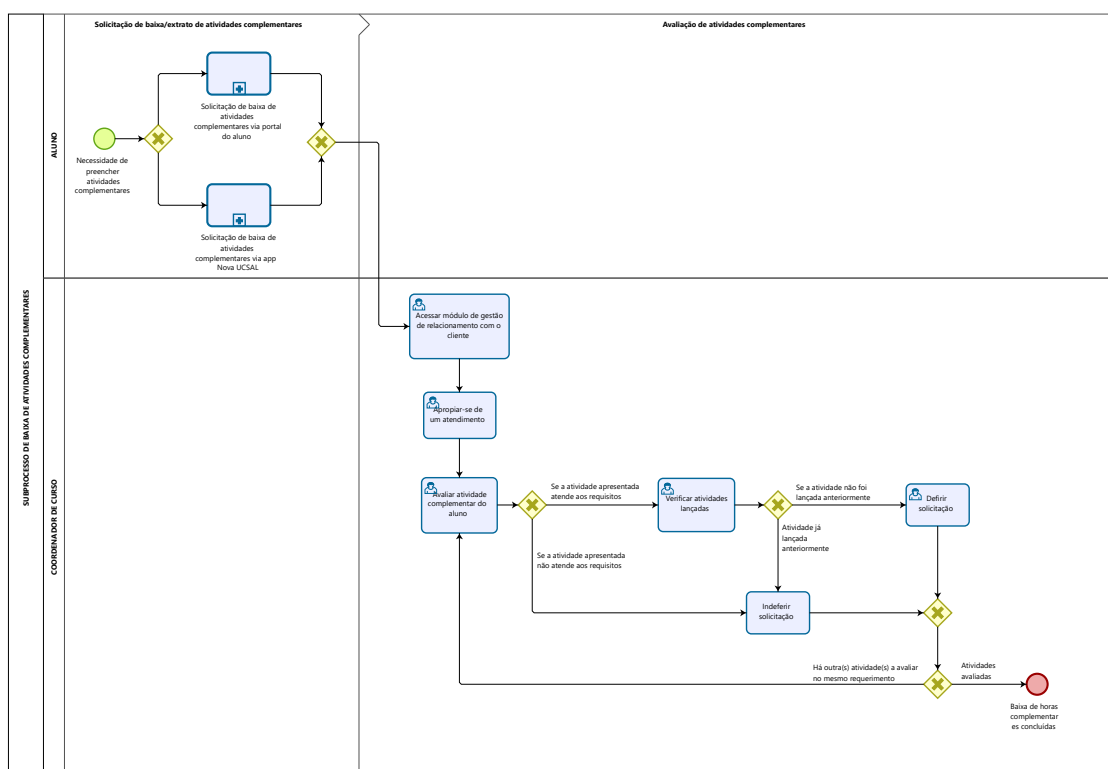 SUBPROCESSO DE BAIXA DE ATIVIDADES COMPLEMENTARES
Solicitação de baixa/extrato de atividades complementares
Avaliação de atividades complementares
ALUNO
Necessidade de
preencher
atividades
complementares
Solicitação de baixa de
atividades
complementares via portal
do aluno
Solicitação de baixa de
atividades
complementares via app
Nova UCSAL
COORDENADOR DE CURSO
Acessar módulo de gestão
de relacionamento com o
cliente
Apropiar-se de
um atendimento
Avaliar atividade
complementar do
aluno
Se a atividade apresentada
atende aos requisitos
Se a atividade apresentada
não atende aos requisitos
Verificar atividades
lançadas
Se a atividade não foi
lançada anteriormente
Atividade já
lançada
anteriormente
Defirir
solicitação
Indeferir
solicitação
Há outra(s) atividade(s) a avaliar
no mesmo requerimento
Atividades
avaliadas
Baixa de horas
complementar
es concluídas